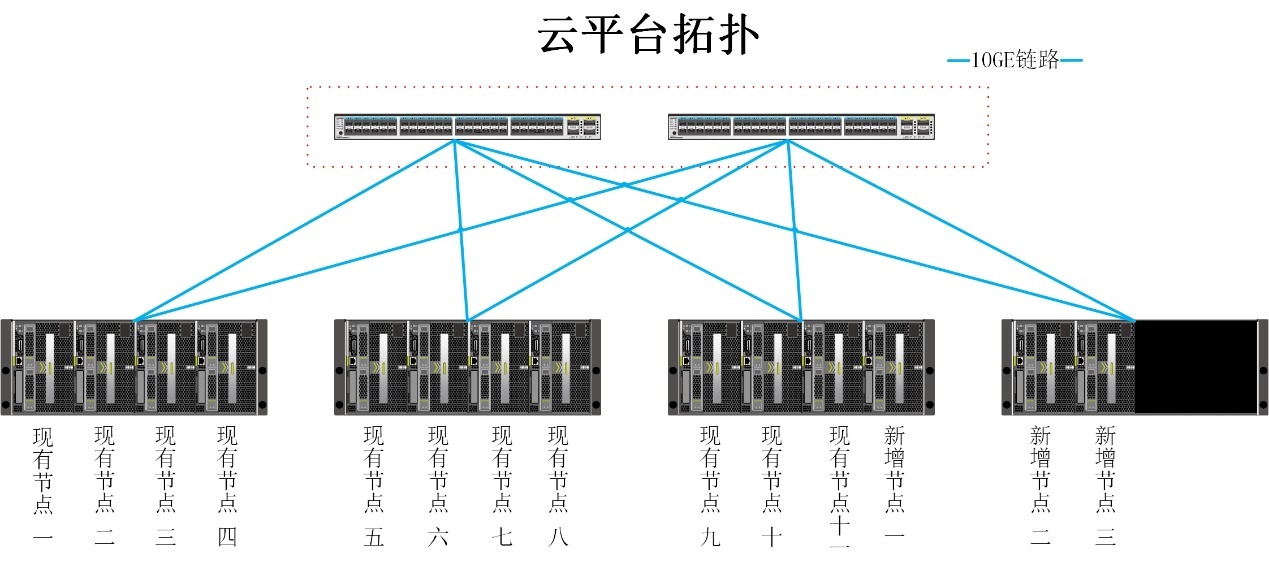 云平台拓扑
10GE链路
现有节点一
现有节点二
现有节点三
现有节点四
现有节点五
现有节点六
现有节点七
现有节点八
现有节点九
现有节点十
现有节点十一
新增节点一
新增节点二
新增节点三